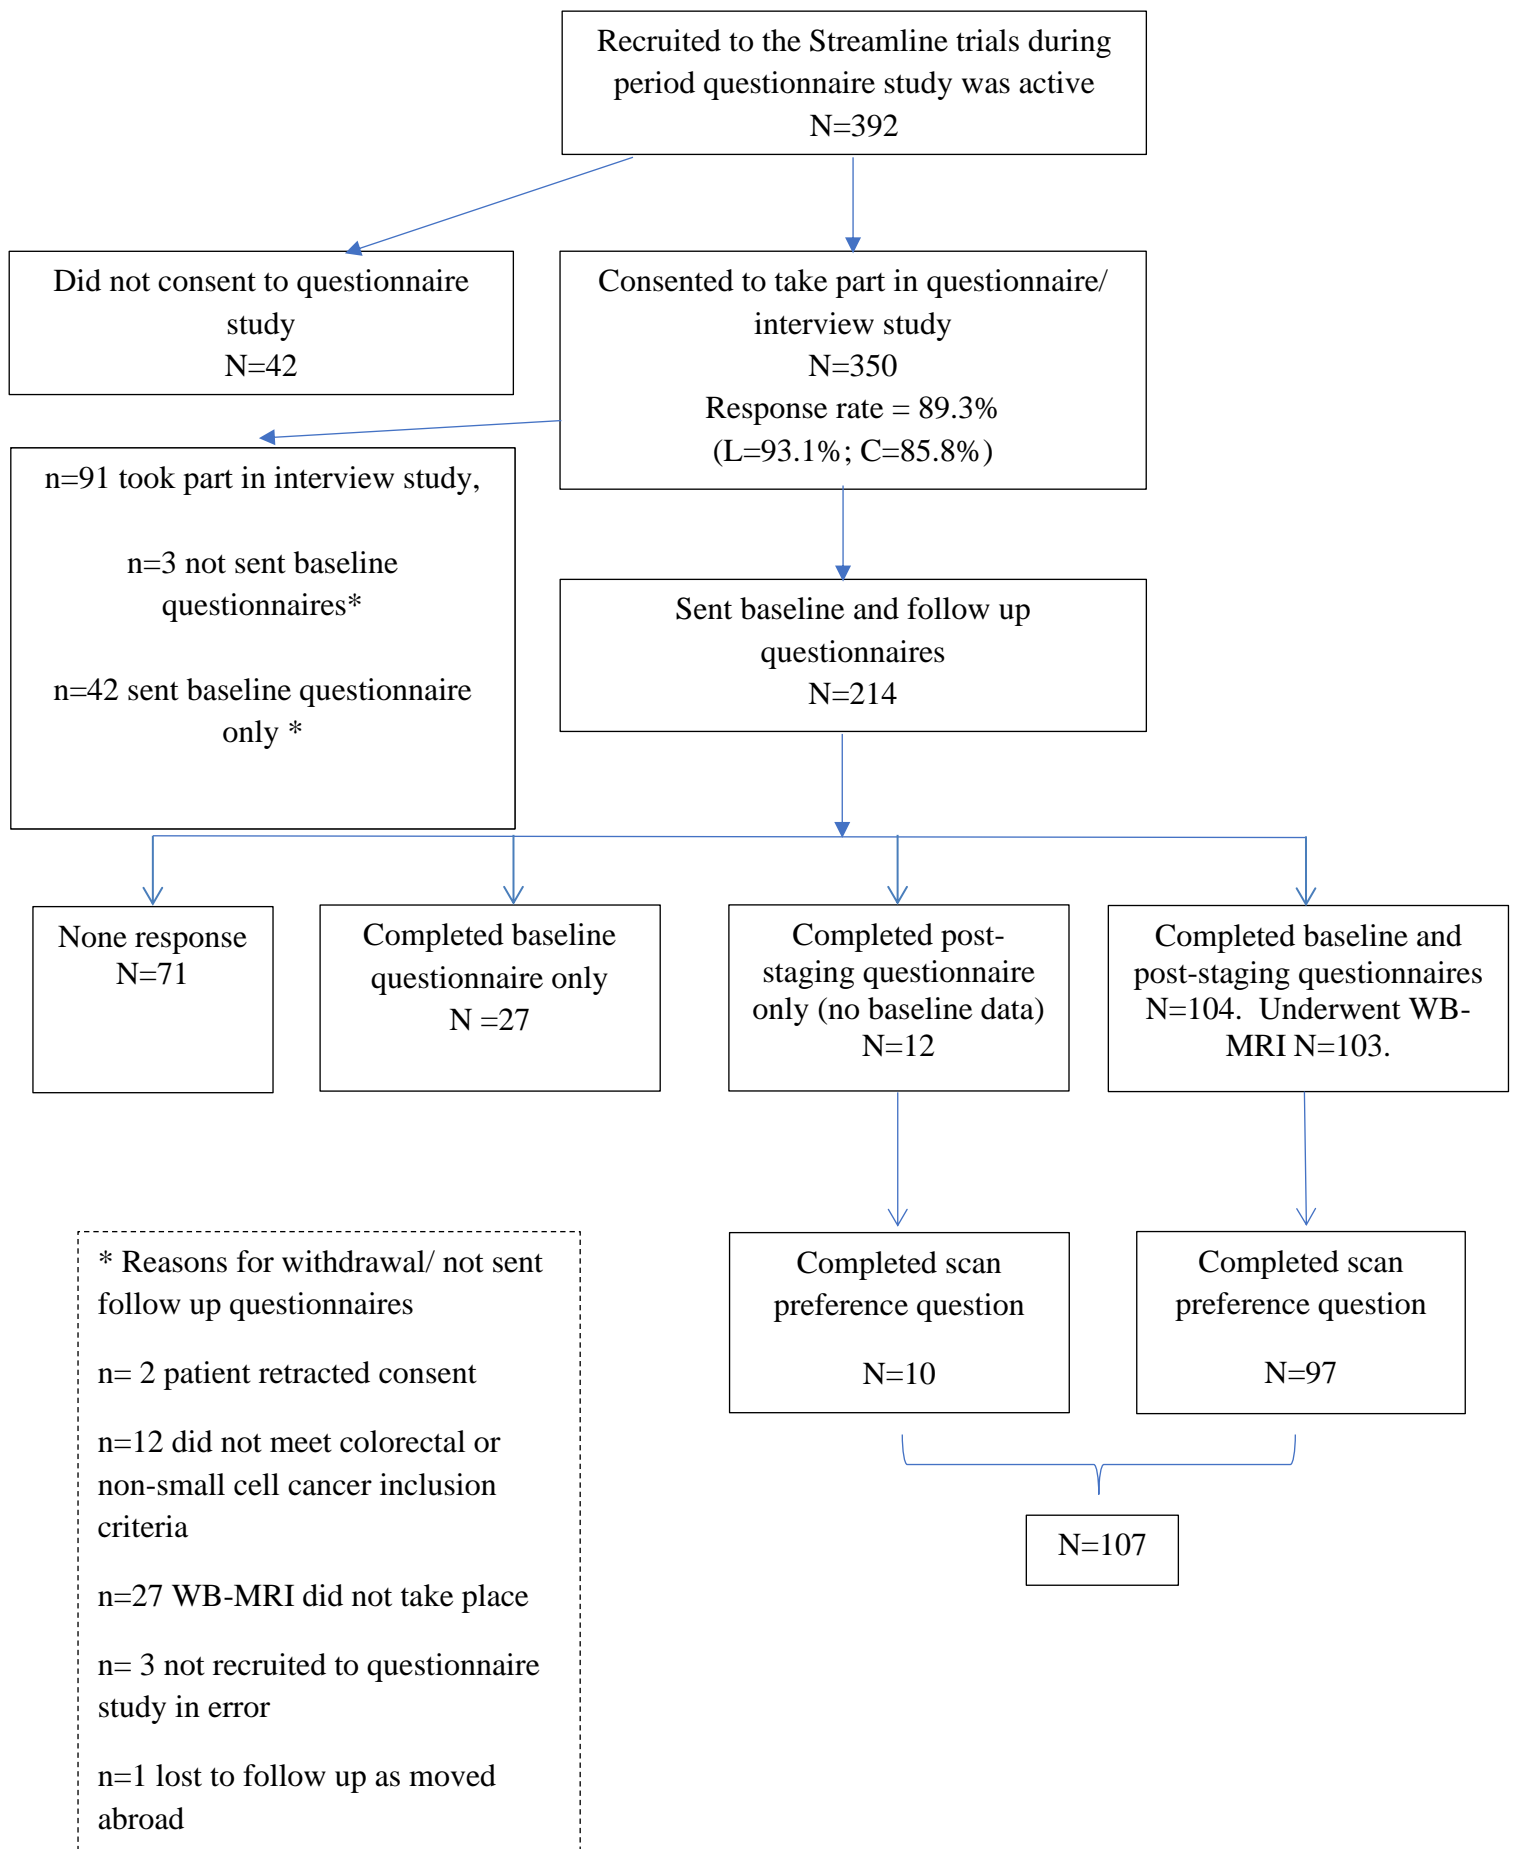 Recruited to the Streamline trials during
period questionnaire study was active
N=392
Did not consent to questionnaire
study
N=42
Consented to take part in questionnaire/
interview study
N=350
Response rate = 89.3%
(L=93.1%; C=85.8%)
n=91 took part in interview study,
n=3 not sent baseline
questionnaires*
n=42 sent baseline questionnaire
only *
Sent baseline and follow up
questionnaires
N=214
None response
N=71
Completed baseline
questionnaire only
N =27
Completed post-
staging questionnaire
only (no baseline data)
N=12
Completed baseline and
post-staging questionnaires
N=104.  Underwent WB-
MRI N=103.
Completed scan
preference question
N=10
Completed scan
preference question
N=97
N=107
* Reasons for withdrawal/ not sent
follow up questionnaires
n= 2 patient retracted consent
n=12 did not meet colorectal or
non-small cell cancer inclusion
criteria
n=27 WB-MRI did not take place
n= 3 not recruited to questionnaire
study in error
n=1 lost to follow up as moved
abroad